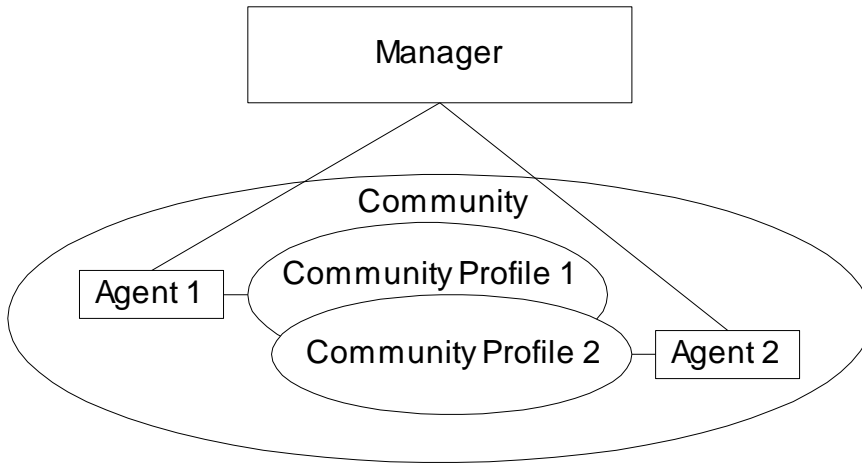 Manager
Community
Community Profile 1
Agent 1
Community Profile 2
Agent 2